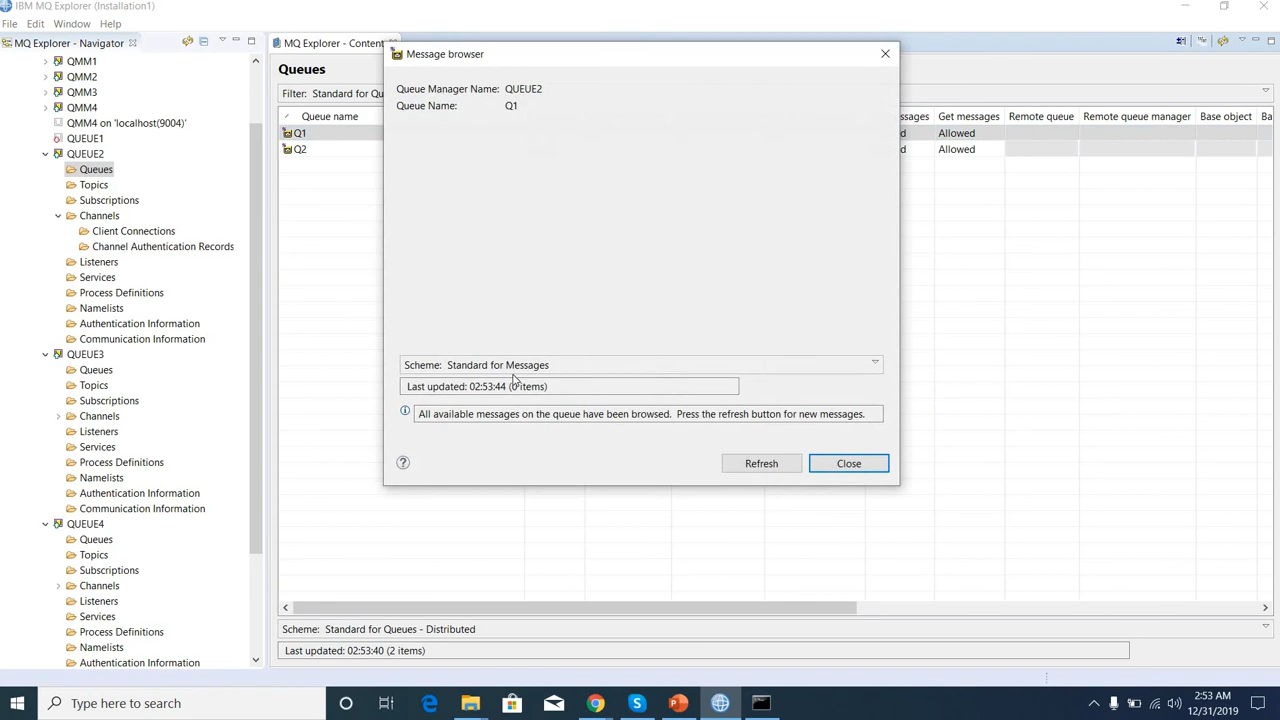 IBM MQ Explorer (Installation1)
File Edit Window Help
MQ Explorer - Navigator
QMM1
QMM2
QMM3
QMM4
QMM4 on 'localhost(9004)'
QUEUE1
QUEUE2
Queues
Topics
Subscriptions
Channels
Client Connections
Channel Authentication Records
Listeners
Services
Process Definitions
Namelists
Authentication Information
Communication Information
QUEUE3
Queues
Topics
Subscriptions
Channels
Listeners
Services
Process Definitions
Namelists
Authentication Information
Communication Information
QUEUE4
Queues
Topics
Subscriptions
Channels
Listeners
Services
Process Definitions
Namelists
Authentication Information
MQ Explorer - Content
Queues
Filter: Standard for Qu
Queue name ssages Get messages Remote queue Remote queue manager Base object Ba
Q1 d Allowed
Q2 d Allowed
Scheme: Standard for Queues - Distributed
Last updated: 02:53:40 (2 items)
Message browser
Queue Manager Name: QUEUE2
Queue Name: Q1
Scheme: Standard for Messages
Last updated: 02:53:44 (0 items)
All available messages on the queue have been browsed. Press the refresh button for new messages.
? Refresh Close
Type here to search
2:53 AM
12/31/2019